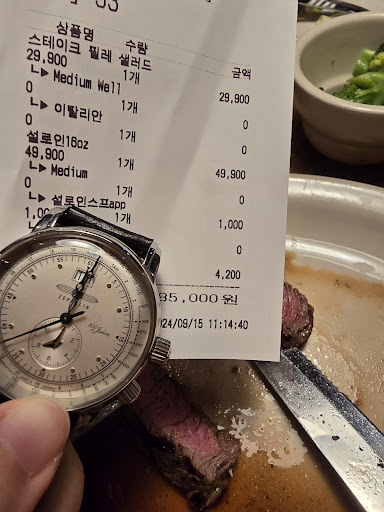 53
상품명 수량 금액
스테이크 필레 샐러드
29,900 1개 29,900
┗▶Medium Well
0 1개 0
┗▶이탈리안
0 1개 0
설로인16oz
49,900 1개 49,900
┗▶Medium
0 1개 0
┗▶설로인스프app
1개 1,000
0
4,200
85,000원
24/09/15 11:14:40
ZEPPELIN